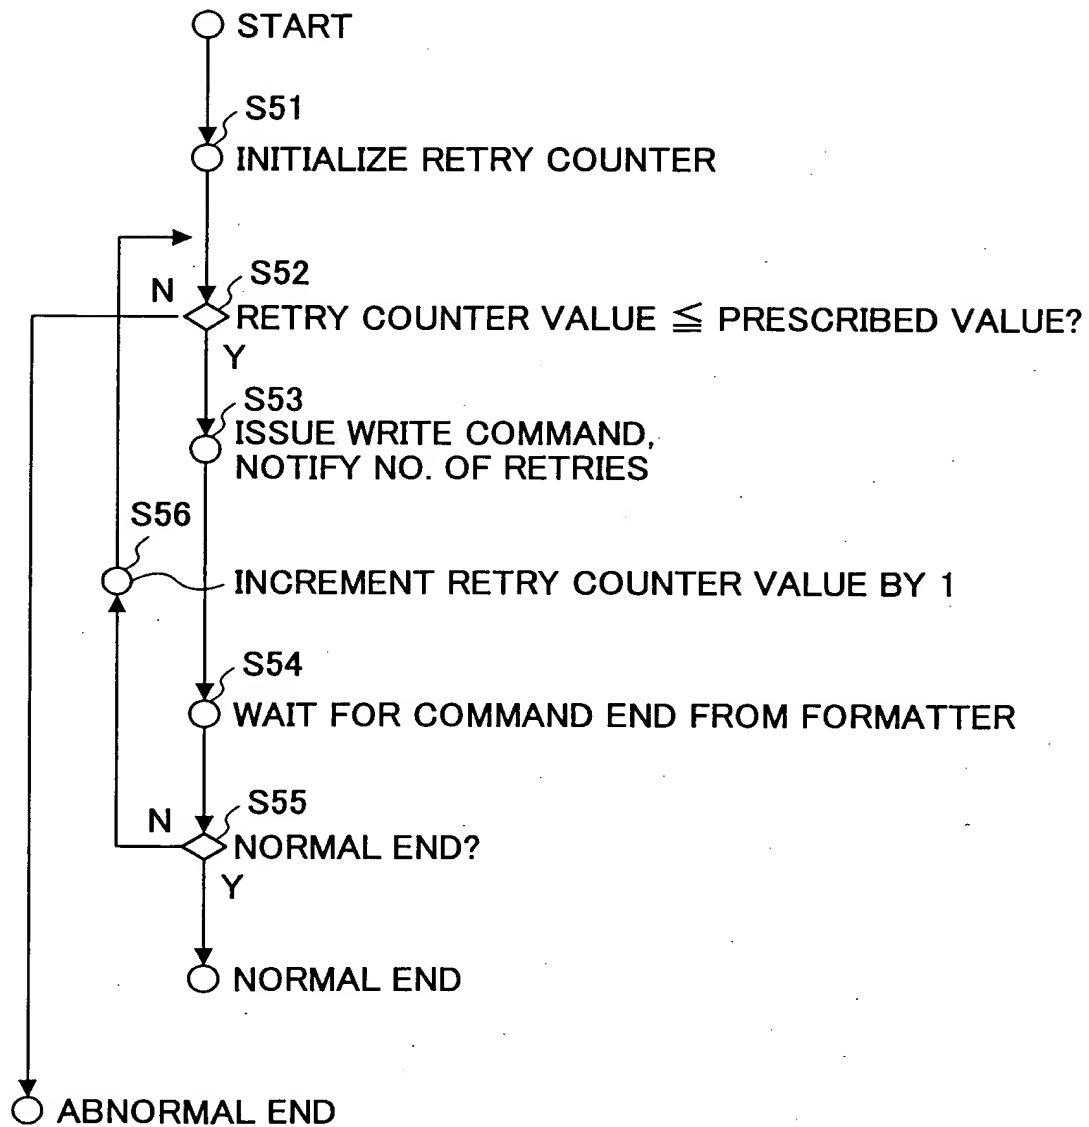 START
S51
INITIALIZE RETRY COUNTER
S52
N
RETRY COUNTER VALUE ≦ PRESCRIBED VALUE?
Y
S53
ISSUE WRITE COMMAND,
NOTIFY NO. OF RETRIES
S56
INCREMENT RETRY COUNTER VALUE BY 1
S54
WAIT FOR COMMAND END FROM FORMATTER
S55
N
NORMAL END?
Y
NORMAL END
ABNORMAL END